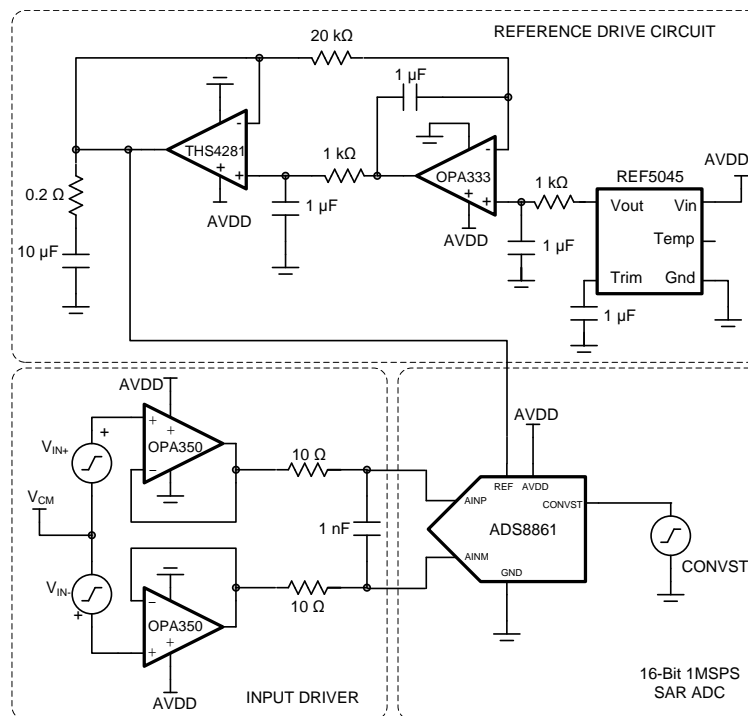 REFERENCE DRIVE CIRCUIT
20 kΩ
1 µF
THS4281
-
+
+
AVDD
1 kΩ
1 µF
OPA333
-
+
+
AVDD
1 kΩ
1 µF
REF5045
AVDD
Vout
Vin
Temp
Trim
Gnd
1 µF
0.2 Ω
10 µF
AVDD
VIN+
+
VCM
VIN-
+
OPA350
+
+
-
10 Ω
1 nF
10 Ω
OPA350
-
+
+
AVDD
INPUT DRIVER
AVDD
REF
AVDD
CONVST
AINP
ADS8861
AINM
GND
CONVST
16-Bit 1MSPS
SAR ADC